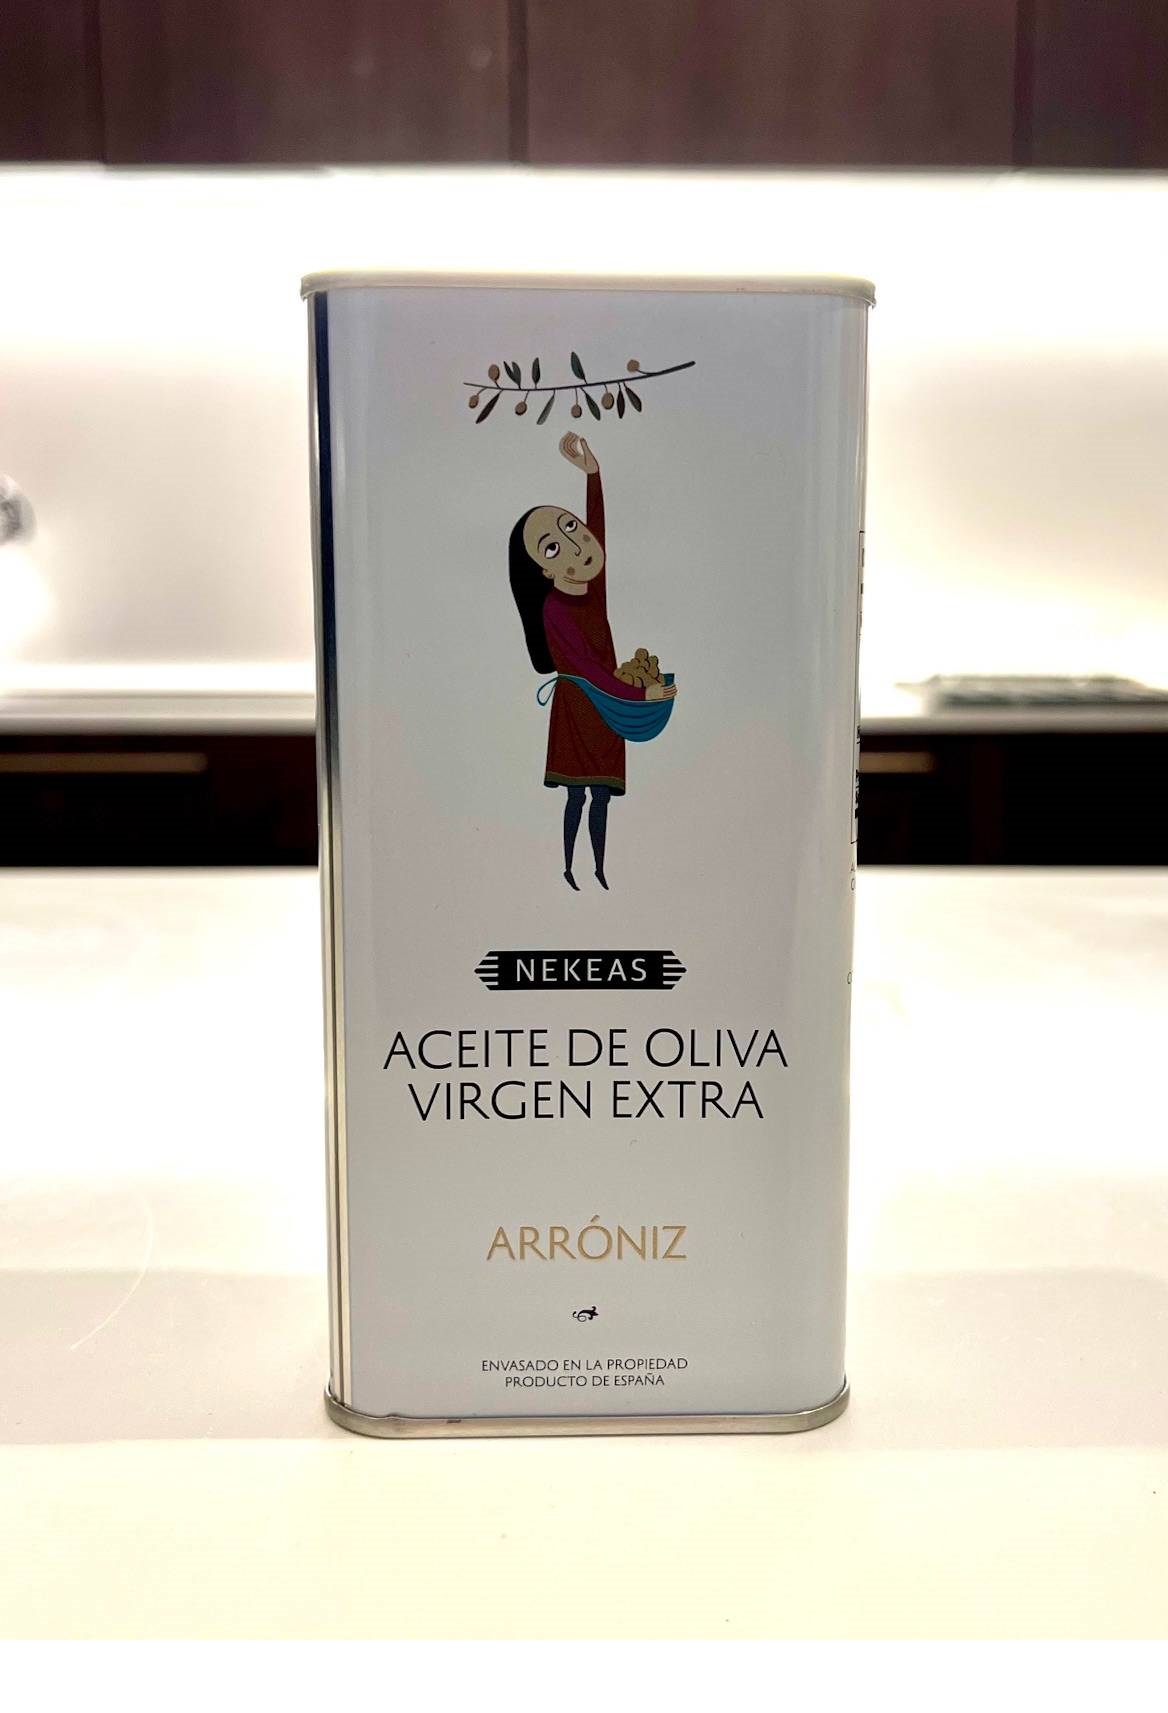 NEKEAS
ACEITE DE OLIVA
VIRGEN EXTRA
ARRÓNIZ
ENVASADO EN LA PROPIEDAD
PRODUCTO DE ESPAÑA